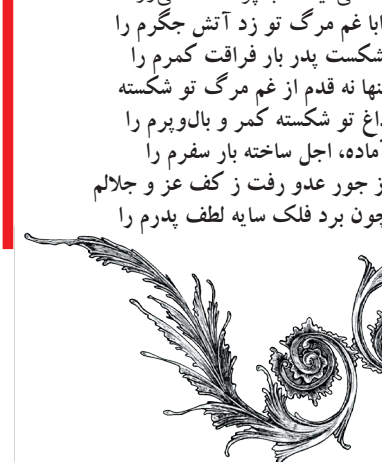 ابا غم مرگ تو زد آتش جگرم را
شکست پدر بار فراقت کمرم را
تنها نه قدم از غم مرگ تو شکسته
داغ تو شکسته کمر و بال‌وپرم را
آماده، اجل ساخته بار سفرم را
ز جور عدو رفت ز کف عز و جلالم
چون برد فلک سایه لطف پدرم را